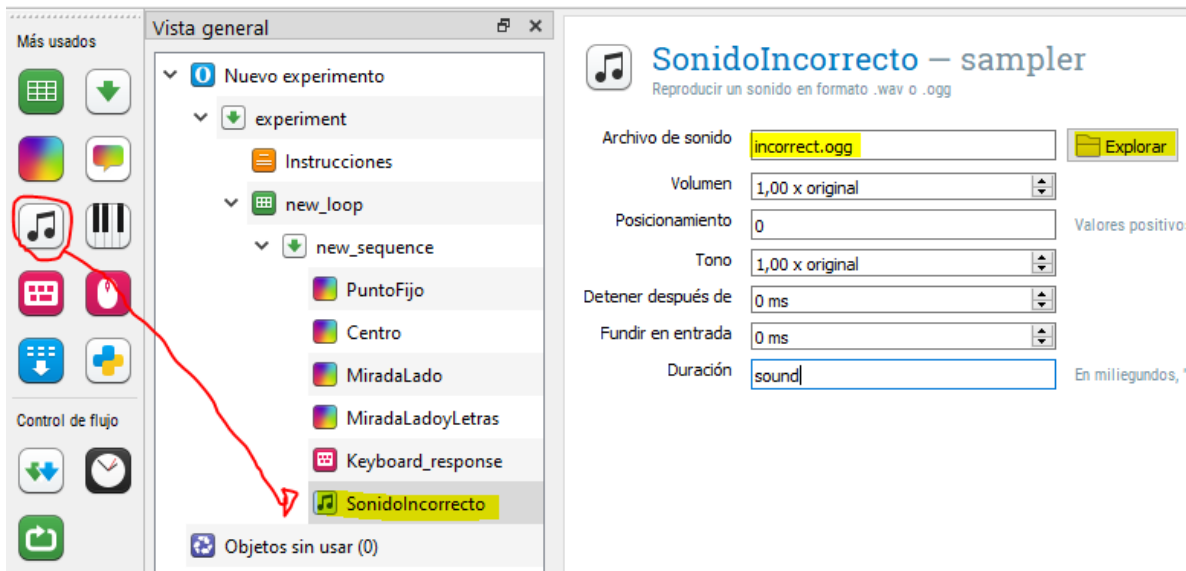 Más usados
Control de flujo
Vista general
Nuevo experimento
experiment
Instrucciones
new_loop
new_sequence
PuntoFijo
Centro
MiradaLado
MiradaLadoyLetras
Keyboard_response
SonidoIncorrecto
Objetos sin usar (0)
SonidoIncorrecto — sampler
Reproducir un sonido en formato .wav o .ogg
Archivo de sonido incorrect.ogg Explorar
Volumen 1,00 x original
Posicionamiento 0 Valores positivos
Tono 1,00 x original
Detener después de 0 ms
Fundir en entrada 0 ms
Duración sound En miliegundos, "